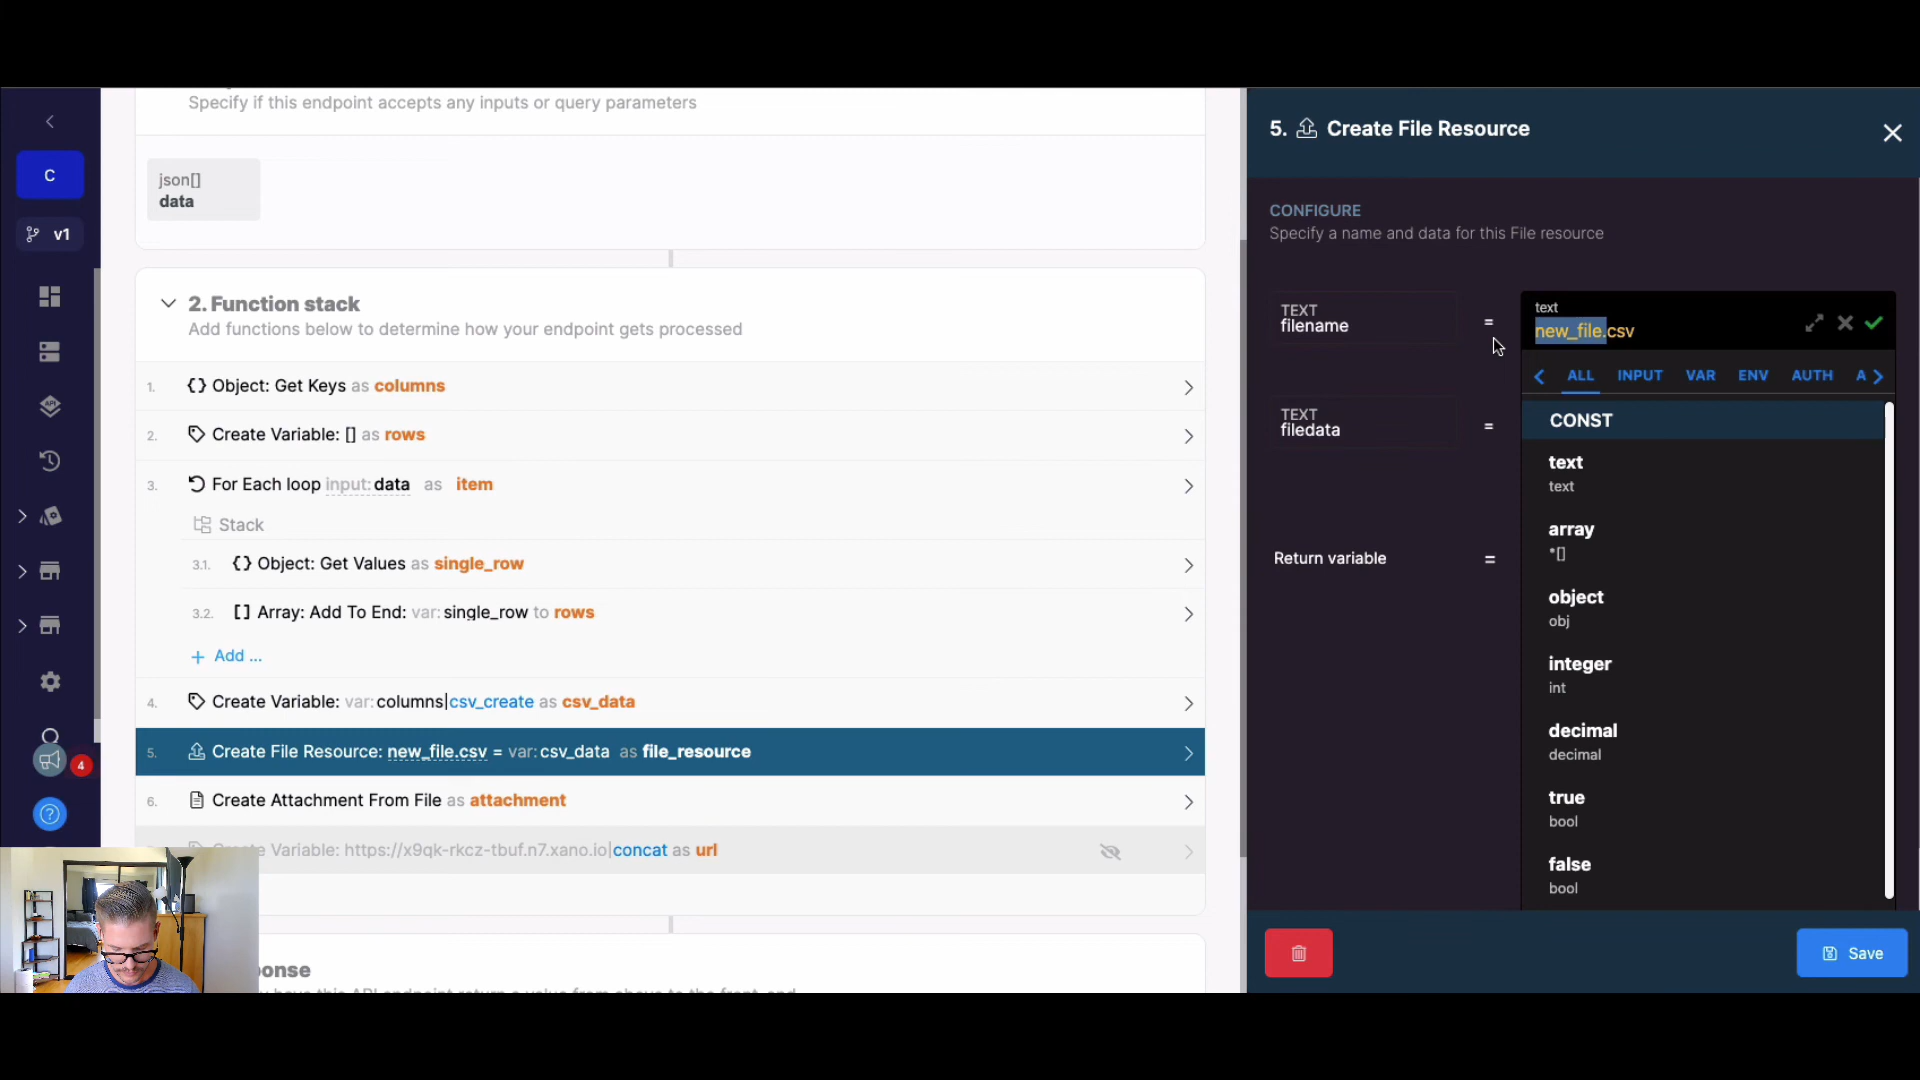 Specify if this endpoint accepts any inputs or query parameters
json[]
data
C
v1
2. Function stack
Add functions below to determine how your endpoint gets processed
1. {} Object: Get Keys as columns
2. Create Variable: [] as rows
3. For Each loop input: data as item
Stack
3.1. {} Object: Get Values as single_row
3.2. [] Array: Add To End: var: single_row to rows
+ Add ...
4. Create Variable: var: columns|csv_create as csv_data
5. Create File Resource: new_file.csv = var: csv_data as file_resource
6. Create Attachment From File as attachment
Variable: https://x9qk-rkcz-tbuf.n7.xano.io|concat as url
4
5. Create File Resource
CONFIGURE
Specify a name and data for this File resource
TEXT
filename
=
text
new_file.csv
ALL INPUT VAR ENV AUTH A
TEXT
filedata
=
Return variable =
CONST
text
text
array
*[]
object
obj
integer
int
decimal
decimal
true
bool
false
bool
Save